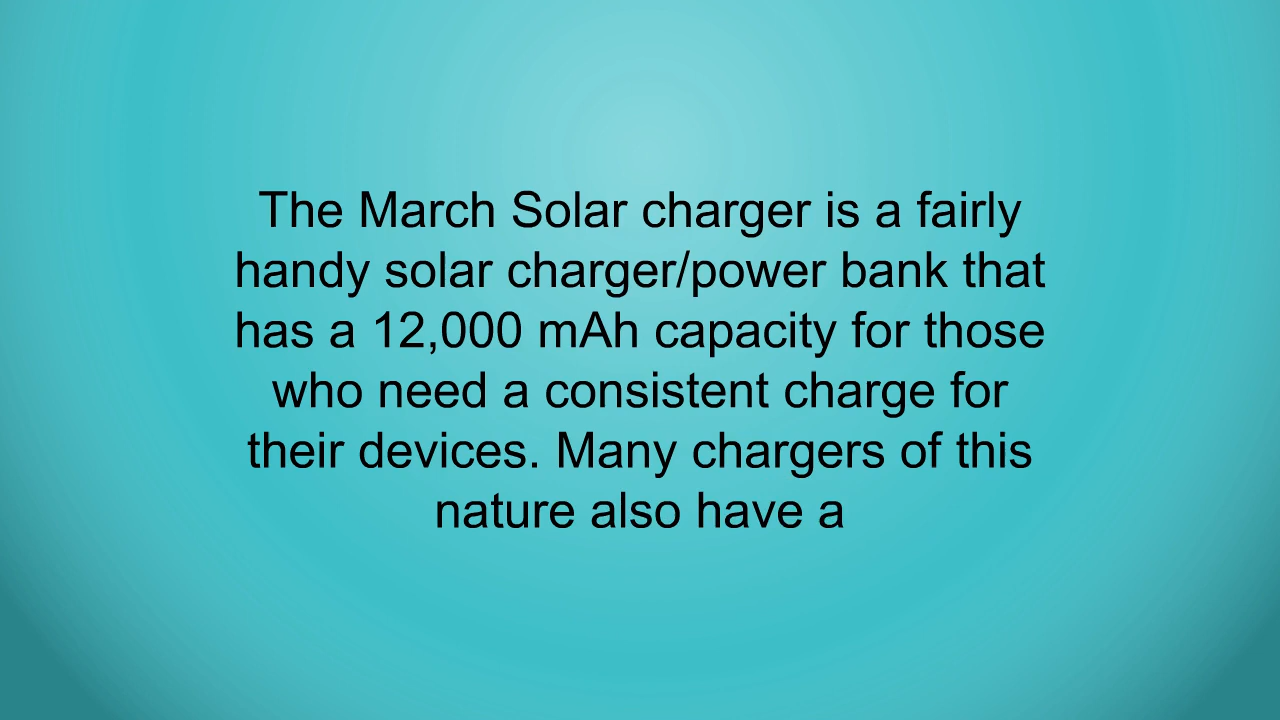 The March Solar charger is a fairly
handy solar charger/power bank that
has a 12,000 mAh capacity for those
who need a consistent charge for
their devices. Many chargers of this
nature also have a